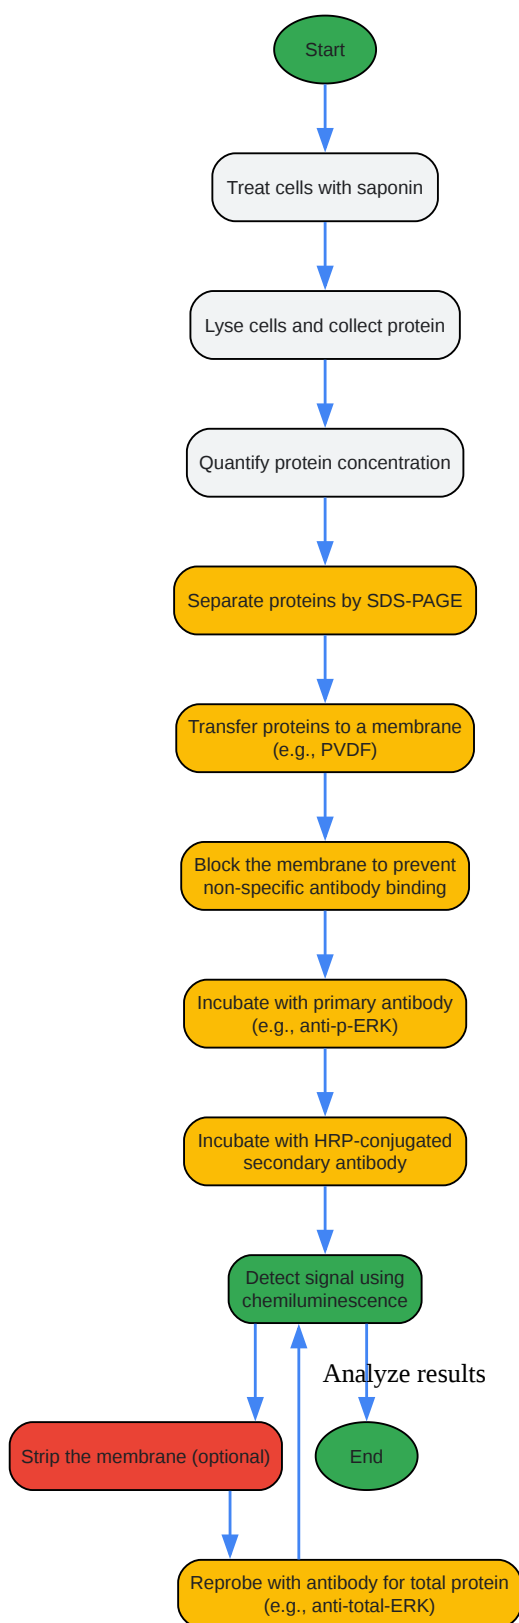 Start
Treat cells with saponin
Lyse cells and collect protein
Quantify protein concentration
Separate proteins by SDS-PAGE
Transfer proteins to a membrane
(e.g., PVDF)
Block the membrane to prevent
non-specific antibody binding
Incubate with primary antibody
(e.g., anti-p-ERK)
Incubate with HRP-conjugated
secondary antibody
Detect signal using
chemiluminescence
Analyze results
Strip the membrane (optional)
End
Reprobe with antibody for total protein
(e.g., anti-total-ERK)